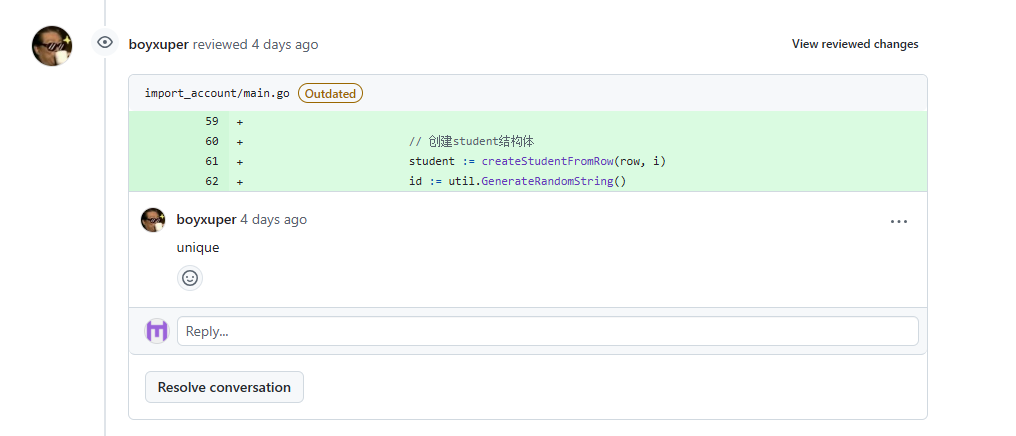 boyxuper reviewed 4 days ago
View reviewed changes
import_account/main.go Outdated
59 +
60 + // 创建student结构体
61 + student := createStudentFromRow(row, i)
62 + id := util.GenerateRandomString()
boyxuper 4 days ago
unique
Reply...
Resolve conversation